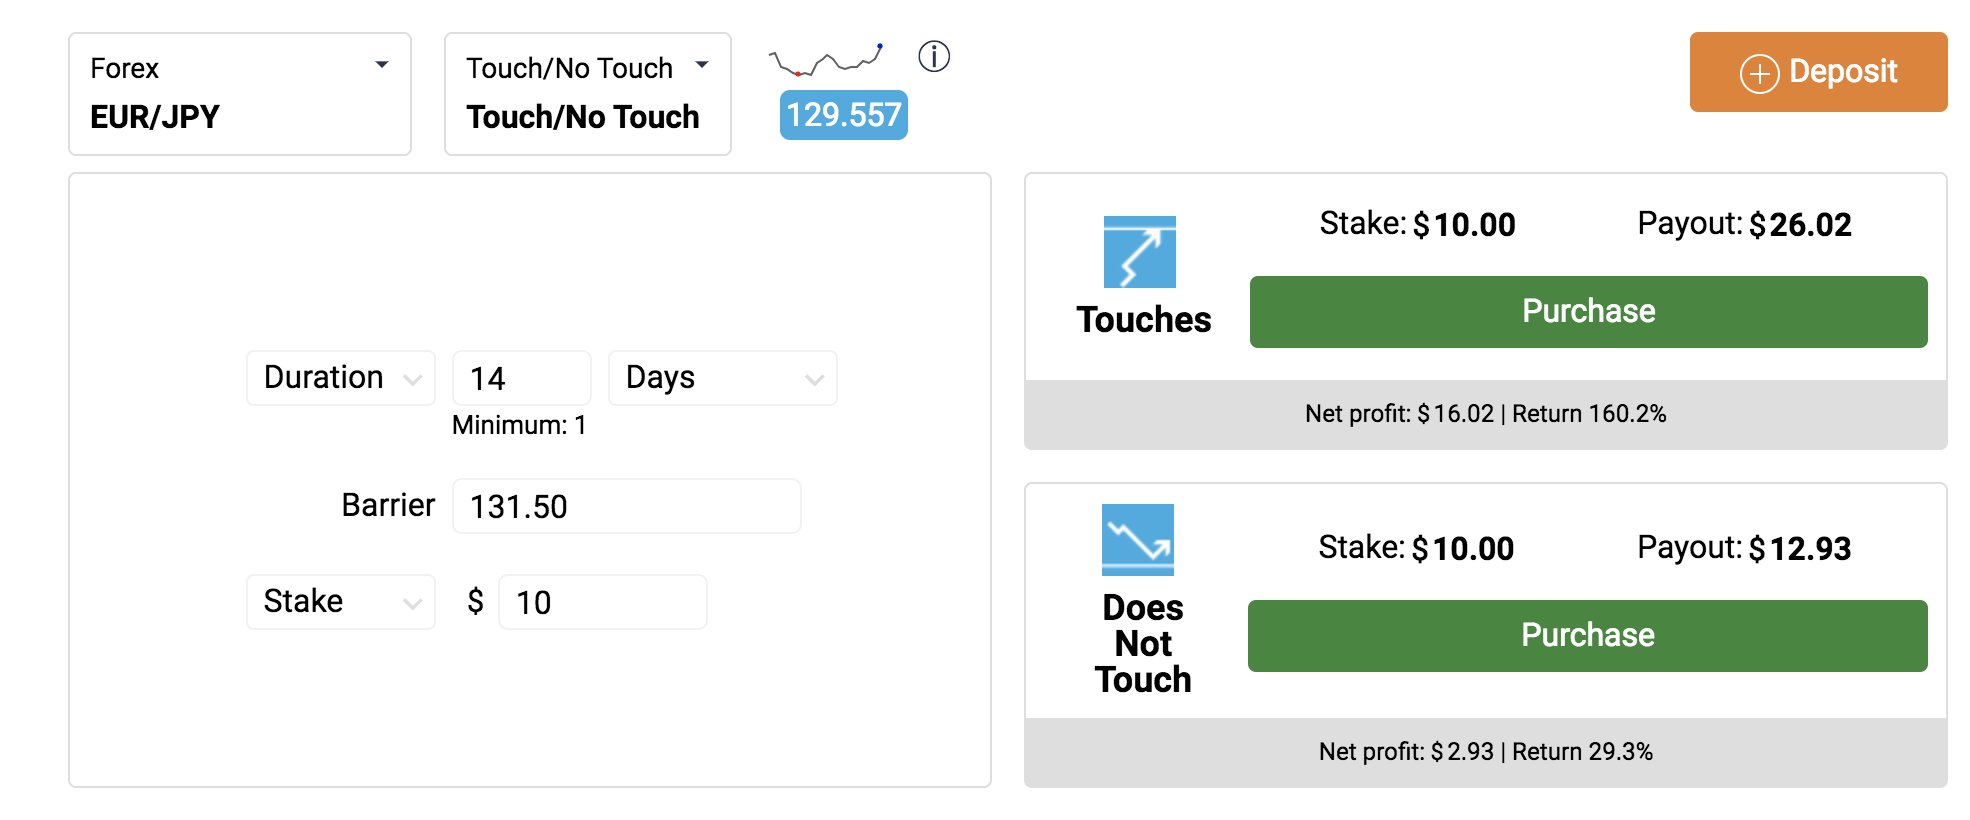 Forex
EUR/JPY
Touch/No Touch
Touch/No Touch
129.557
Deposit
Duration 14 Days
Minimum: 1
Barrier 131.50
Stake $ 10
Touches
Stake: $10.00 Payout: $26.02
Purchase
Net profit: $16.02 | Return 160.2%
Does
Not
Touch
Stake: $10.00 Payout: $12.93
Purchase
Net profit: $2.93 | Return 29.3%